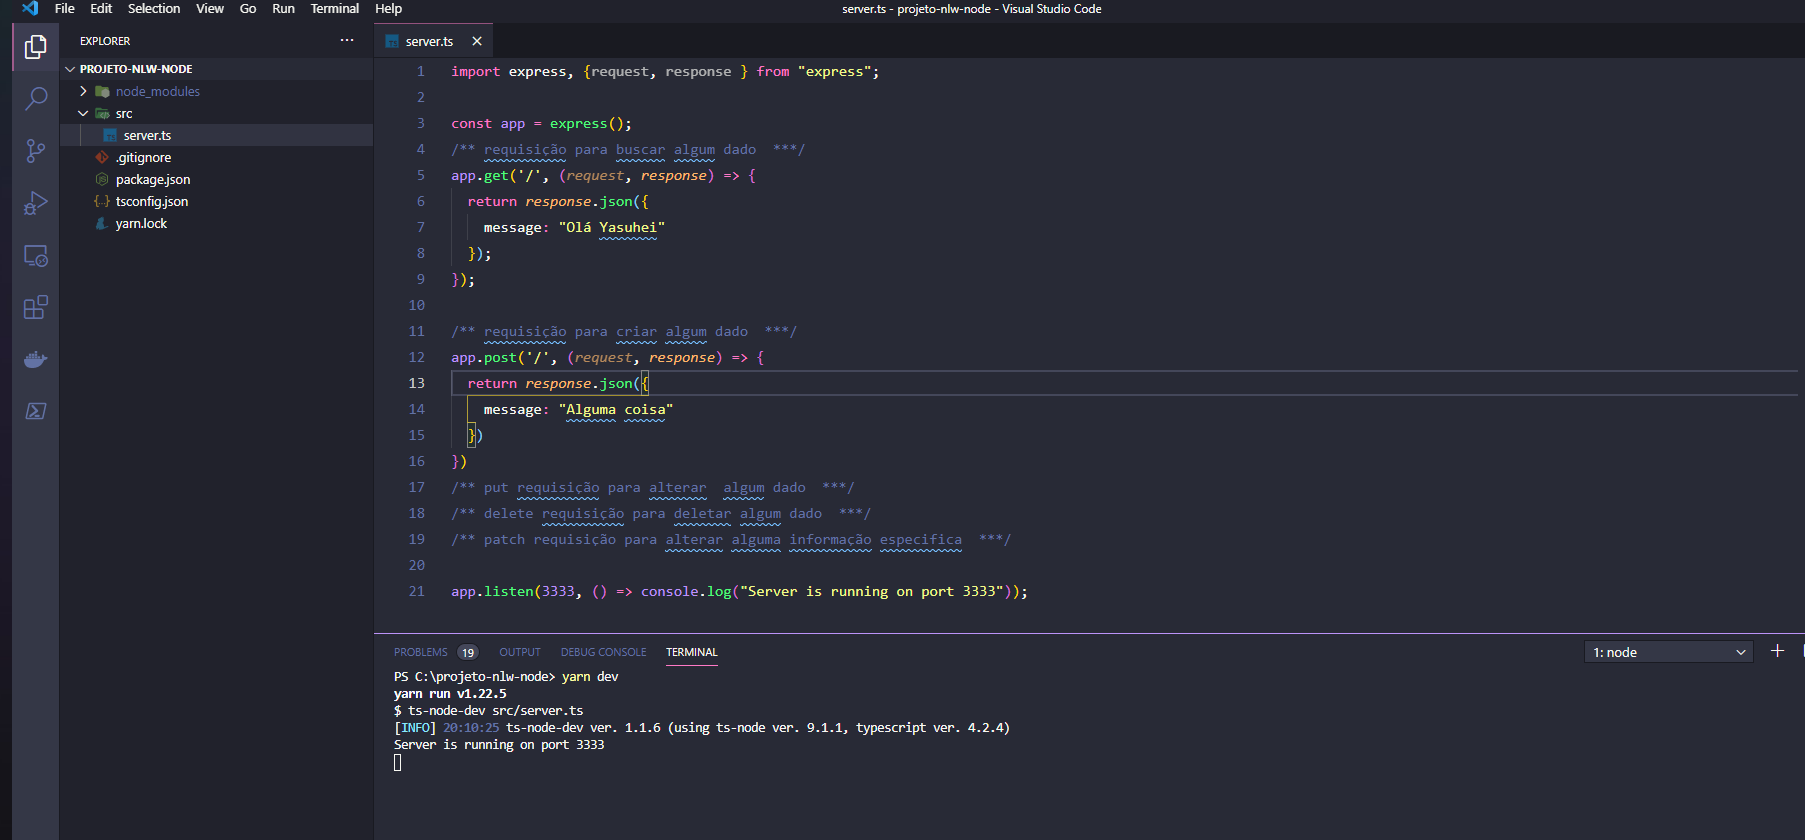 File Edit Selection View Go Run Terminal Help
server.ts - projeto-nlw-node - Visual Studio Code
EXPLORER
PROJETO-NLW-NODE
node_modules
src
server.ts
.gitignore
package.json
tsconfig.json
yarn.lock
server.ts
1 import express, {request, response } from "express";
2
3 const app = express();
4 /** requisição para buscar algum dado  ***/
5 app.get('/', (request, response) => {
6 return response.json({
7 message: "Olá Yasuhei"
8 });
9 });
10
11 /** requisição para criar algum dado  ***/
12 app.post('/', (request, response) => {
13 return response.json({
14 message: "Alguma coisa"
15 })
16 })
17 /** put requisição para alterar  algum dado  ***/
18 /** delete requisição para deletar algum dado  ***/
19 /** patch requisição para alterar alguma informação especifica  ***/
20
21 app.listen(3333, () => console.log("Server is running on port 3333"));
PROBLEMS 19 OUTPUT DEBUG CONSOLE TERMINAL
1: node
PS C:\projeto-nlw-node> yarn dev
yarn run v1.22.5
$ ts-node-dev src/server.ts
[INFO] 20:10:25 ts-node-dev ver. 1.1.6 (using ts-node ver. 9.1.1, typescript ver. 4.2.4)
Server is running on port 3333